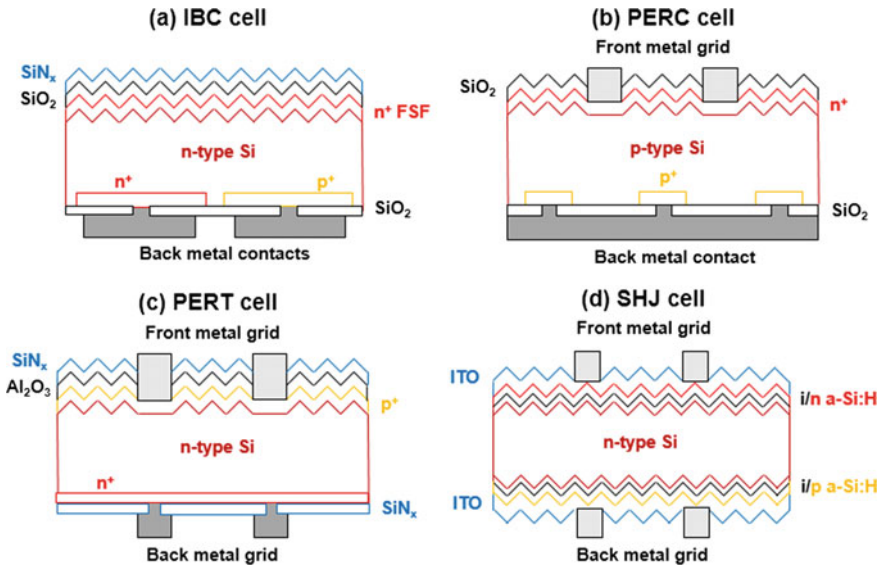 (a) IBC cell
SiNₓ
SiO₂
n⁺ FSF
n-type Si
n⁺
p⁺
SiO₂
Back metal contacts
(b) PERC cell
Front metal grid
SiO₂
n⁺
p-type Si
p⁺
SiO₂
Back metal contact
(c) PERT cell
Front metal grid
SiNₓ
Al₂O₃
p⁺
n-type Si
n⁺
SiNₓ
Back metal grid
(d) SHJ cell
Front metal grid
ITO
i/n a-Si:H
n-type Si
i/p a-Si:H
ITO
Back metal grid